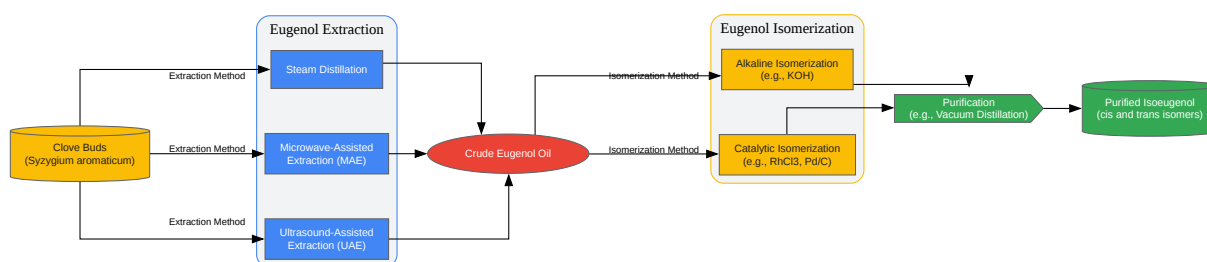 Eugenol Extraction
Eugenol Isomerization
Steam Distillation
Extraction Method
Isomerization Method
Alkaline Isomerization
(e.g., KOH)
Purification
(e.g., Vacuum Distillation)
Purified Isoeugenol
(cis and trans isomers)
Clove Buds
(Syzygium aromaticum)
Extraction Method
Microwave-Assisted
Extraction (MAE)
Crude Eugenol Oil
Isomerization Method
Catalytic Isomerization
(e.g., RhCl3, Pd/C)
Extraction Method
Ultrasound-Assisted
Extraction (UAE)